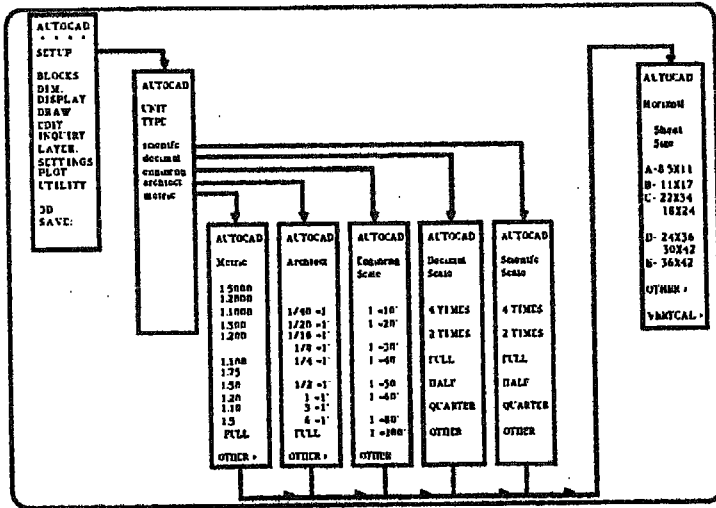 AUTOCAD
* * * *
SETUP
BLOCKS
DIM.
DISPLAY
DRAW
EDIT
INQUIRY
LAYER.
SETTINGS
PLOT
UTILITY
3D
SAVE:
AUTOCAD
UNIT
TYPE
decimal
architect
metric
AUTOCAD
Metric
1.5000
1.2000
1.1000
1.500
1.200
1.100
1.75
1.50
1.20
1.10
1.5
FULL
OTHER ›
AUTOCAD
Architect
1/40 =1
1/20 =1'
1/16 =1'
1/8 =1'
1/4 =1'
1/2 =1'
1 =1'
3 =1'
6 =1'
FULL
OTHER ›
AUTOCAD
Scale
1 =10'
1 =20'
1 =30'
1 =40
1 =50
1 =60'
1 =80'
1 =100'
OTHER
AUTOCAD
Decimal
Scale
4 TIMES
2 TIMES
FULL
HALF
QUARTER
OTHER
AUTOCAD
Scale
4 TIMES
2 TIMES
FULL
HALF
QUARTER
OTHER
AUTOCAD
Sheet
Size
A-8 5X11
B- 11X17
C- 22X34
18X24
D- 24X36
30X42
E- 36X42
OTHER ›